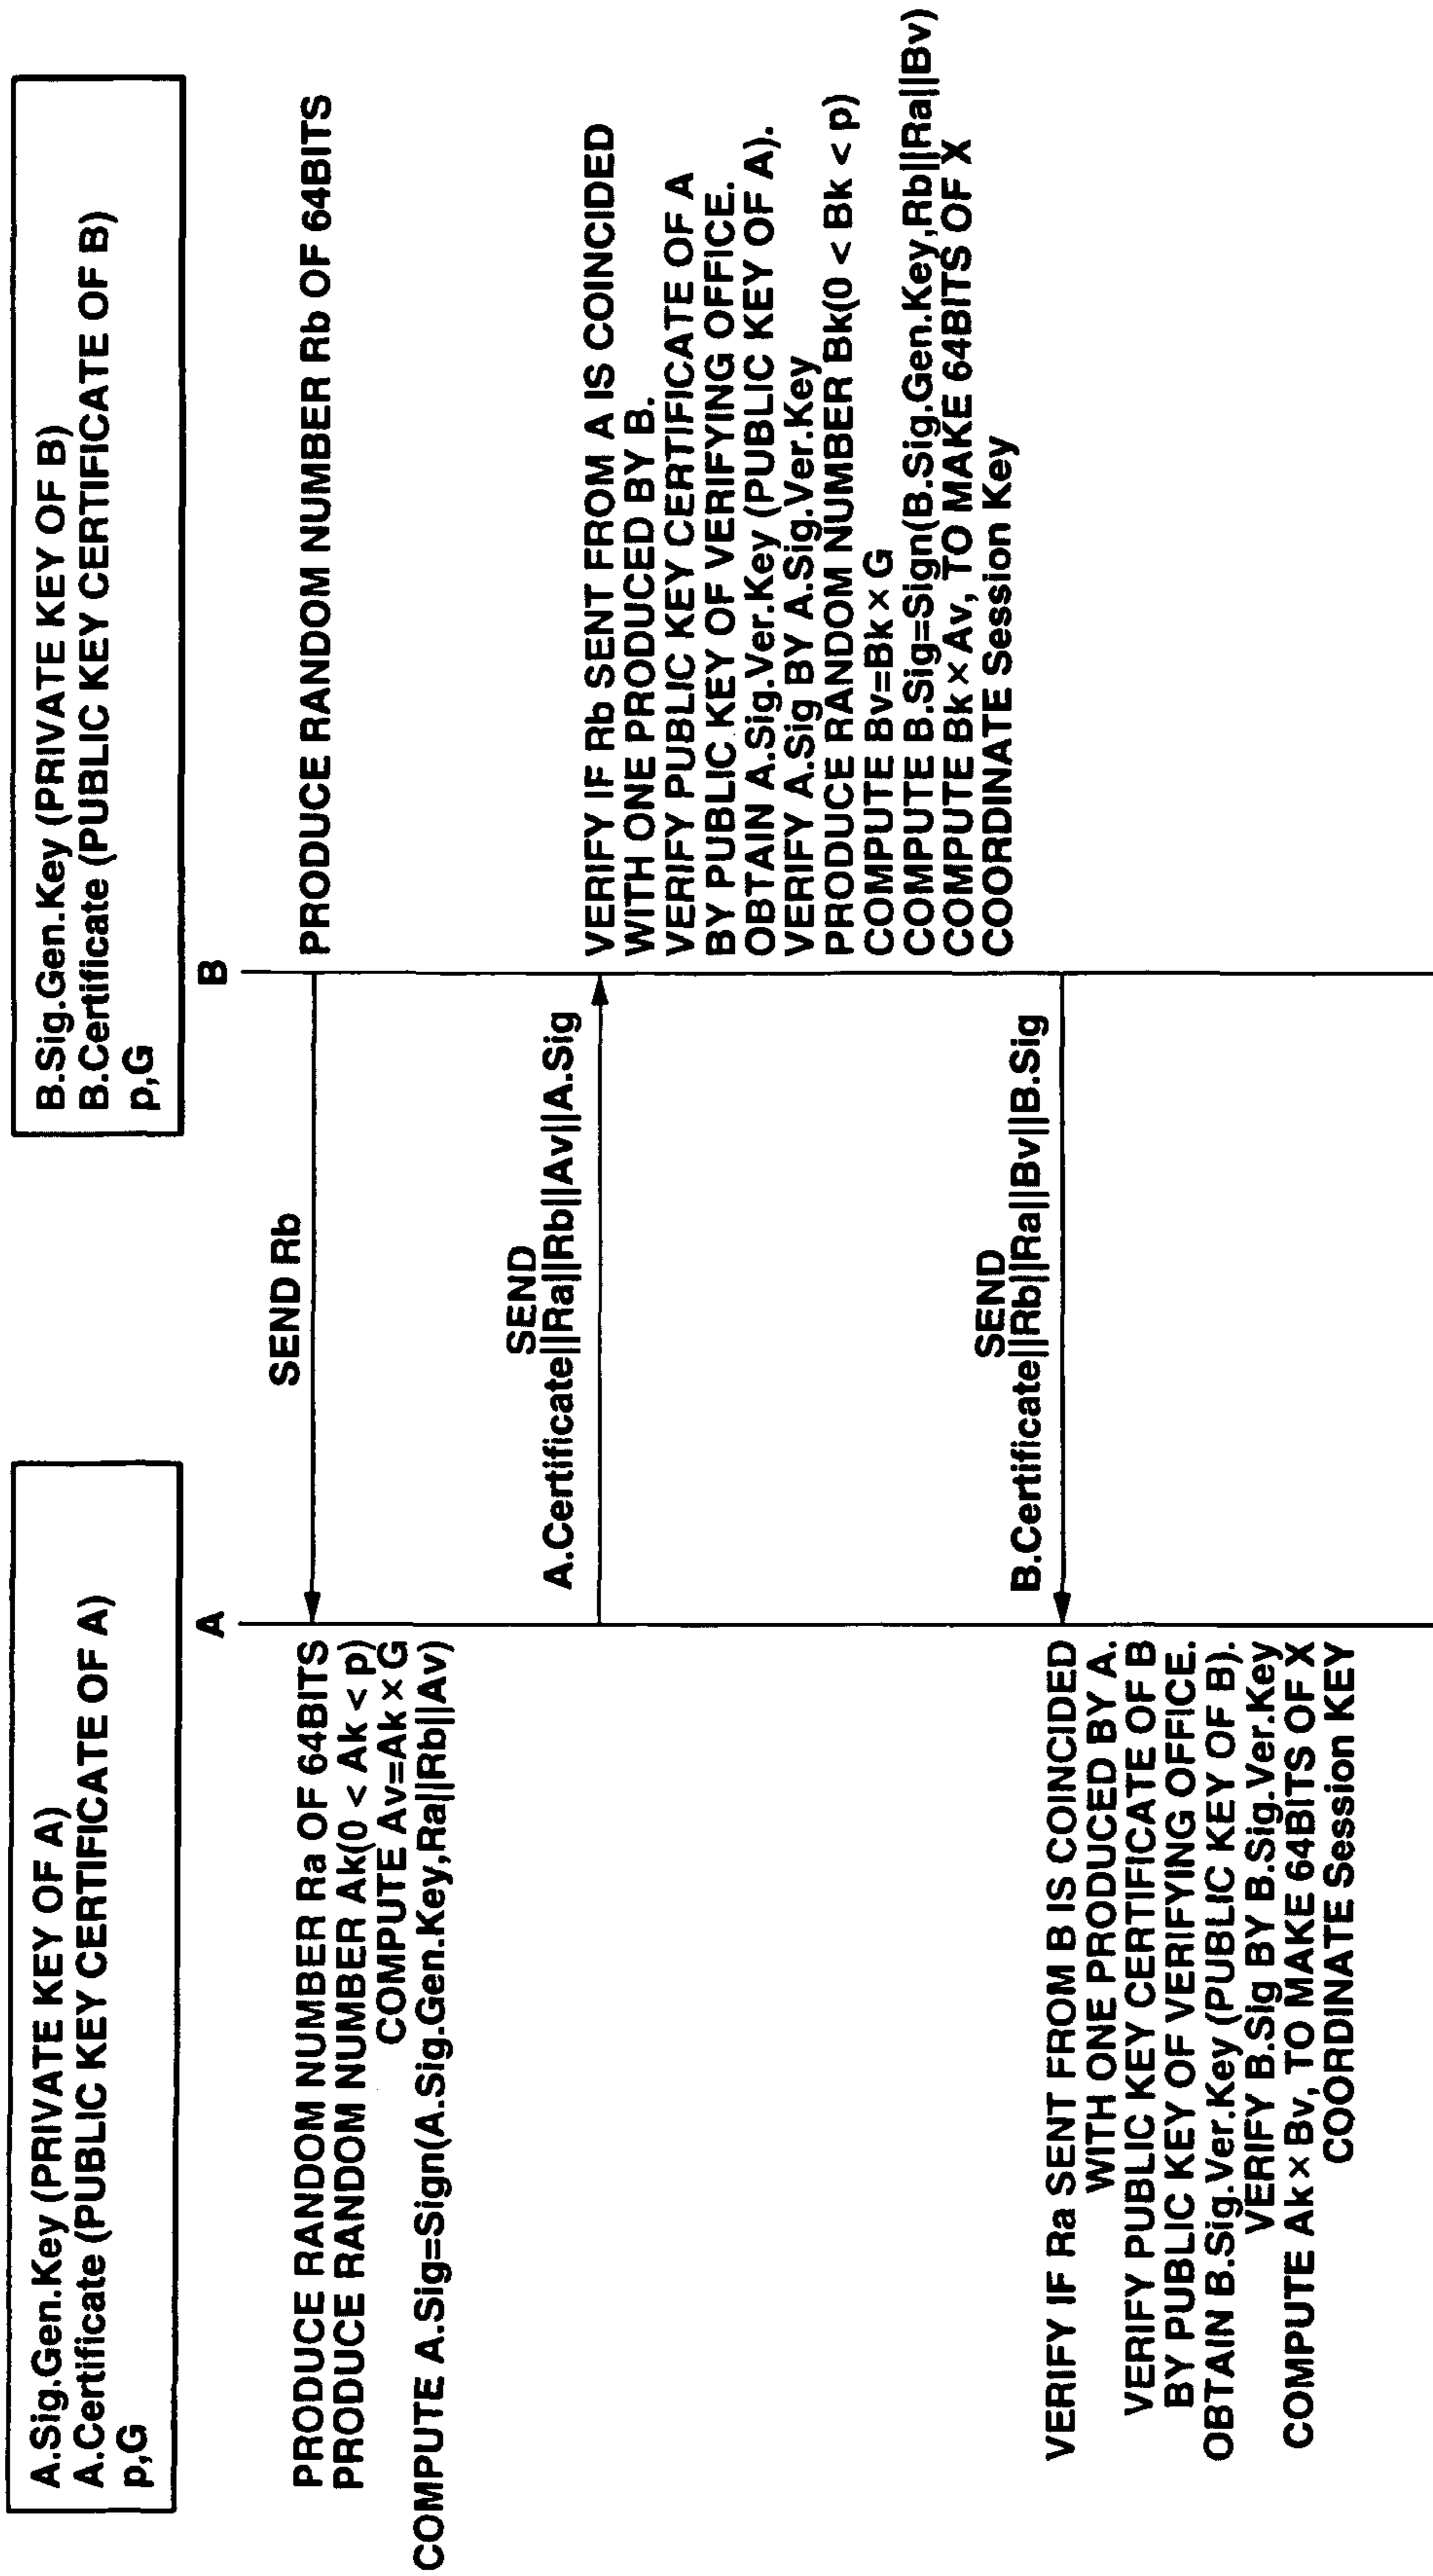 A.Sig.Gen.Key (PRIVATE KEY OF A)
A.Certificate (PUBLIC KEY CERTIFICATE OF A)
p,G
B.Sig.Gen.Key (PRIVATE KEY OF B)
B.Certificate (PUBLIC KEY CERTIFICATE OF B)
p,G
A
B
SEND Rb
PRODUCE RANDOM NUMBER Rb OF 64BITS
PRODUCE RANDOM NUMBER Ra OF 64BITS
PRODUCE RANDOM NUMBER Ak(0 < Ak < p)
COMPUTE Av=Ak × G
COMPUTE A.Sig=Sign(A.Sig.Gen.Key,Ra||Rb||Av)
SEND
A.Certificate||Ra||Rb||Av||A.Sig
VERIFY IF Rb SENT FROM A IS COINCIDED
WITH ONE PRODUCED BY B.
VERIFY PUBLIC KEY CERTIFICATE OF A
BY PUBLIC KEY OF VERIFYING OFFICE.
OBTAIN A.Sig.Ver.Key (PUBLIC KEY OF A).
VERIFY A.Sig BY A.Sig.Ver.Key
PRODUCE RANDOM NUMBER Bk(0 < Bk < p)
COMPUTE Bv=Bk × G
COMPUTE B.Sig=Sign(B.Sig.Gen.Key,Rb||Ra||Bv)
COMPUTE Bk × Av, TO MAKE 64BITS OF X
COORDINATE Session Key
SEND
B.Certificate||Rb||Ra||Bv||B.Sig
VERIFY IF Ra SENT FROM B IS COINCIDED
WITH ONE PRODUCED BY A.
VERIFY PUBLIC KEY CERTIFICATE OF B
BY PUBLIC KEY OF VERIFYING OFFICE.
OBTAIN B.Sig.Ver.Key (PUBLIC KEY OF B).
VERIFY B.Sig BY B.Sig.Ver.Key
COMPUTE Ak × Bv, TO MAKE 64BITS OF X
COORDINATE Session KEY